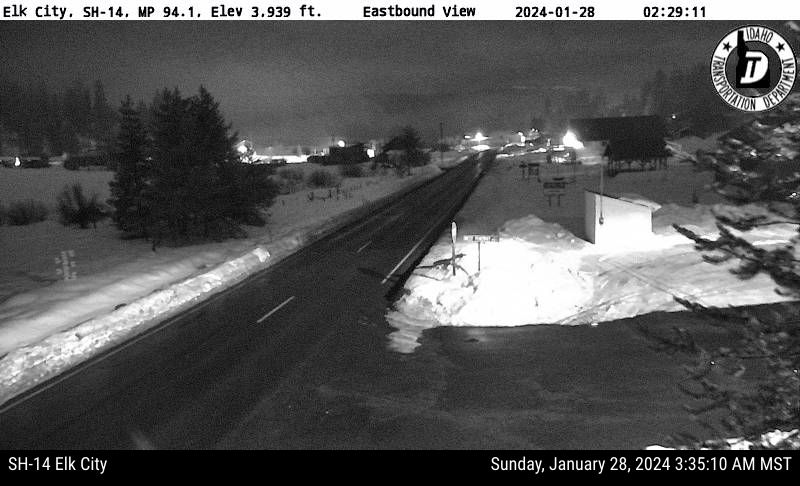 Elk City, SH-14, MP 94.1, Elev 3,939 ft. Eastbound View 2024-01-28 02:29:11
IDAHO
TRANSPORTATION DEPARTMENT
SH-14 Elk City Sunday, January 28, 2024 3:35:10 AM MST